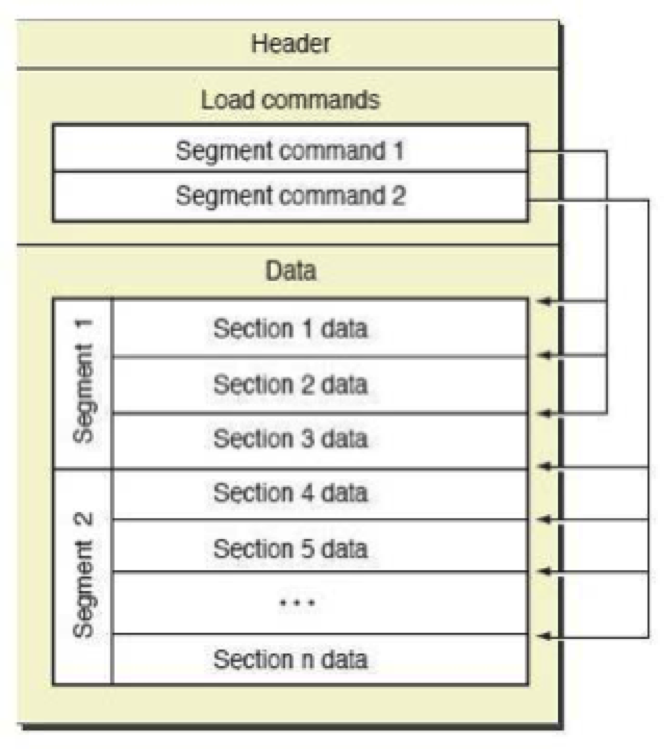 Header
Load commands
Segment command 1
Segment command 2
Data
Segment 1
Section 1 data
Section 2 data
Section 3 data
Segment 2
Section 4 data
Section 5 data
...
Section n data